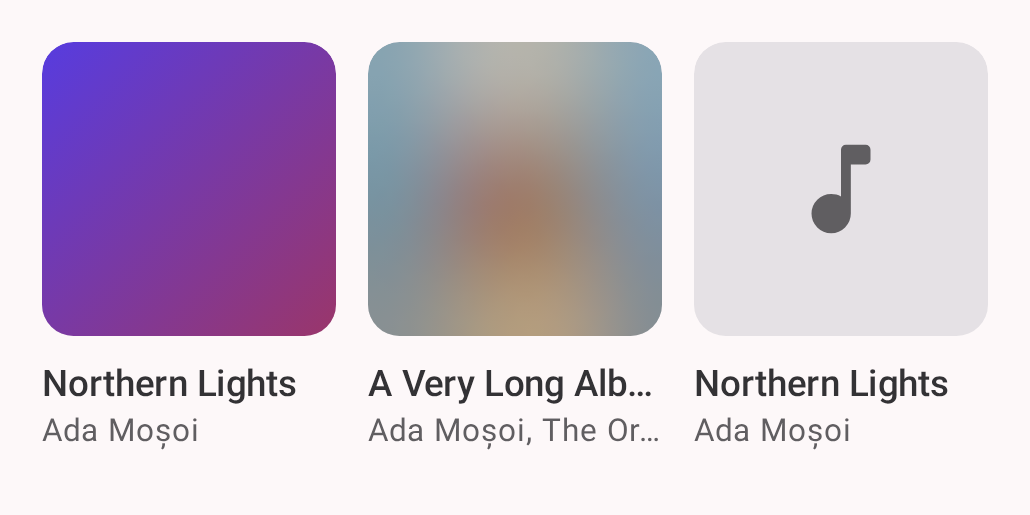 Northern Lights
Ada Moșoi
A Very Long Alb...
Ada Moșoi, The Or...
Northern Lights
Ada Moșoi